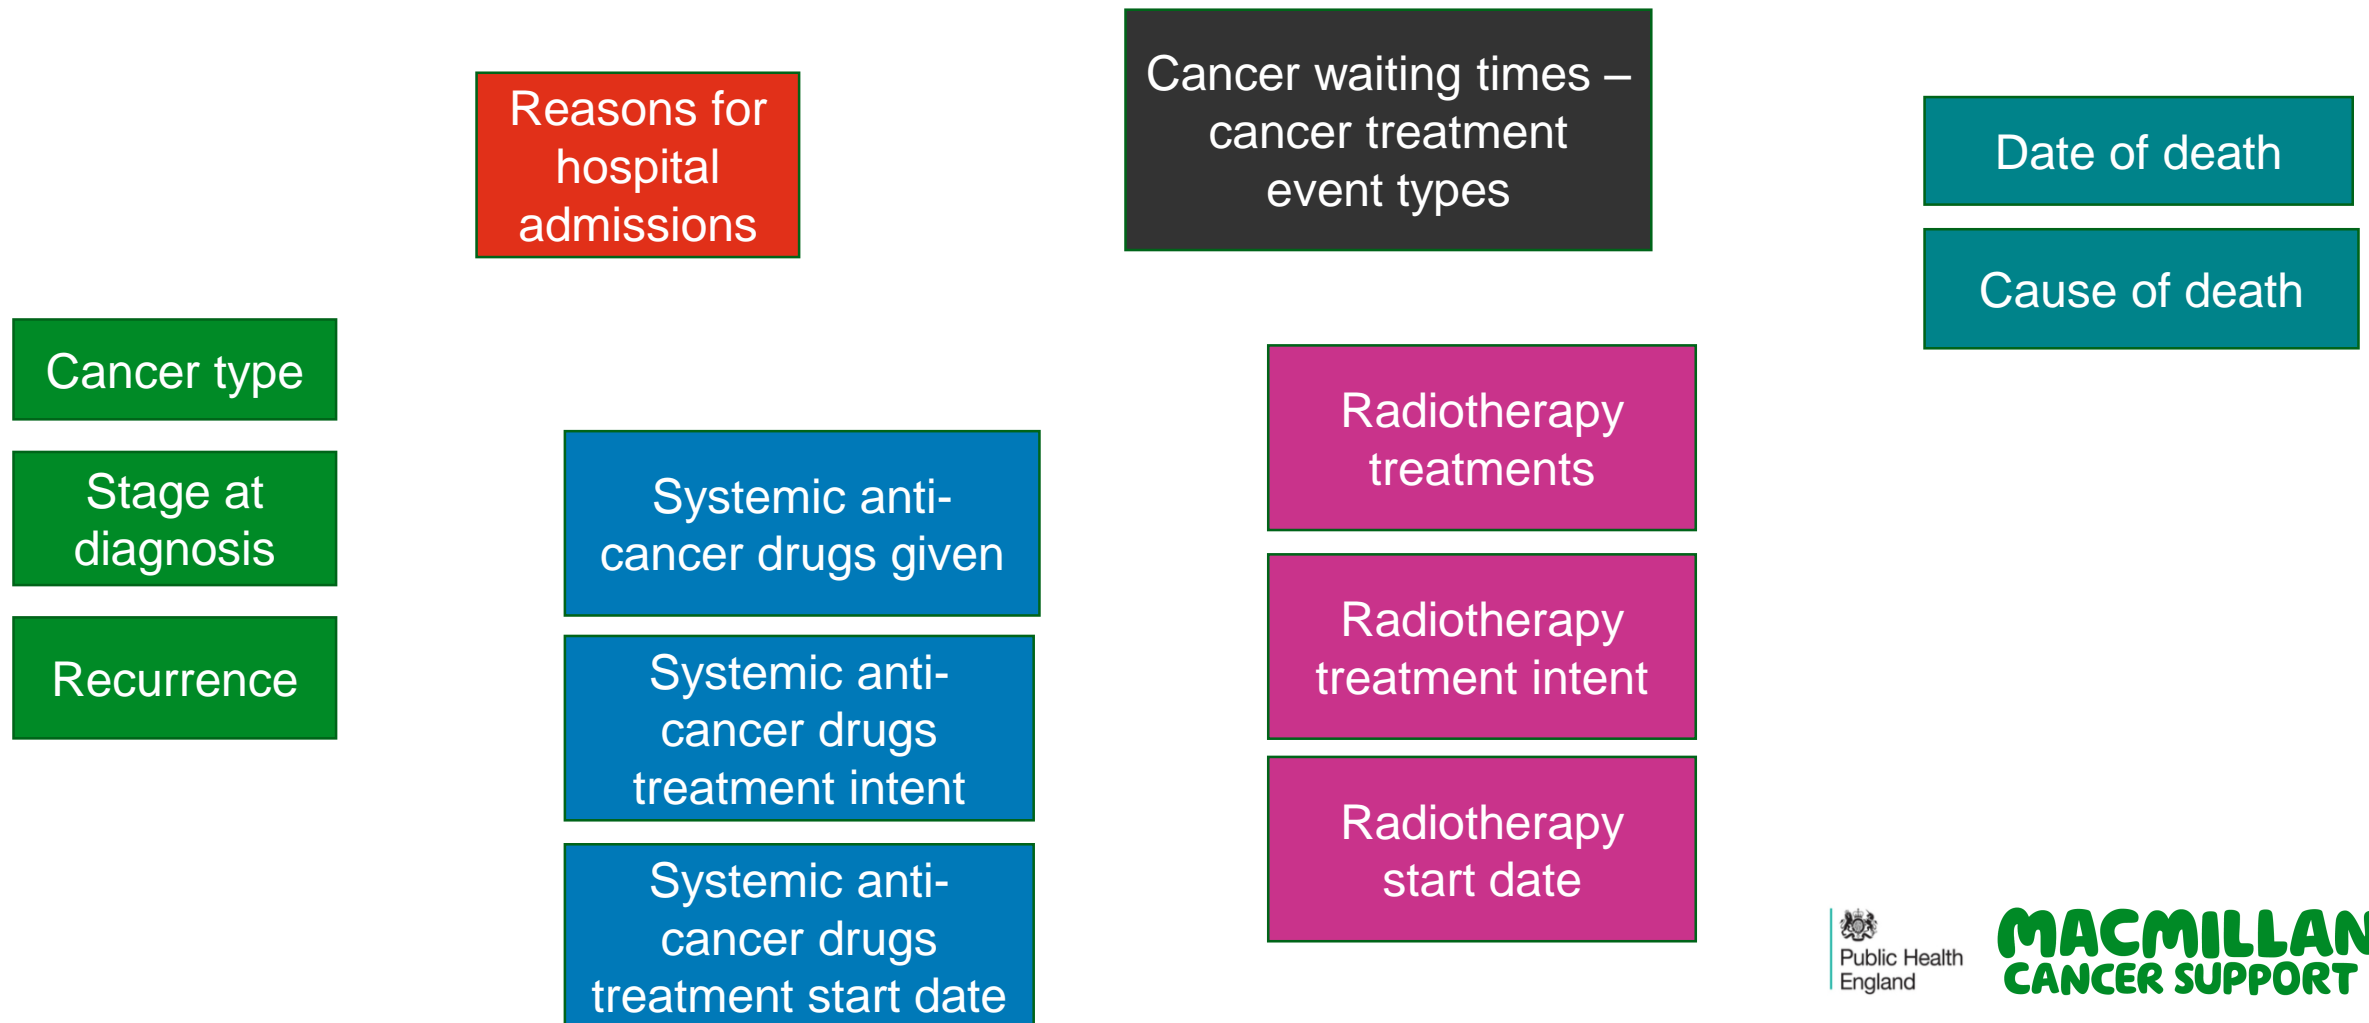 Reasons for
hospital
admissions
Cancer waiting times –
cancer treatment
event types
Date of death
Cause of death
Cancer type
Stage at
diagnosis
Recurrence
Systemic anti-
cancer drugs given
Systemic anti-
cancer drugs
treatment intent
Systemic anti-
cancer drugs
treatment start date
Radiotherapy
treatments
Radiotherapy
treatment intent
Radiotherapy
start date
Public Health
England
MACMILLAN
CANCER SUPPORT